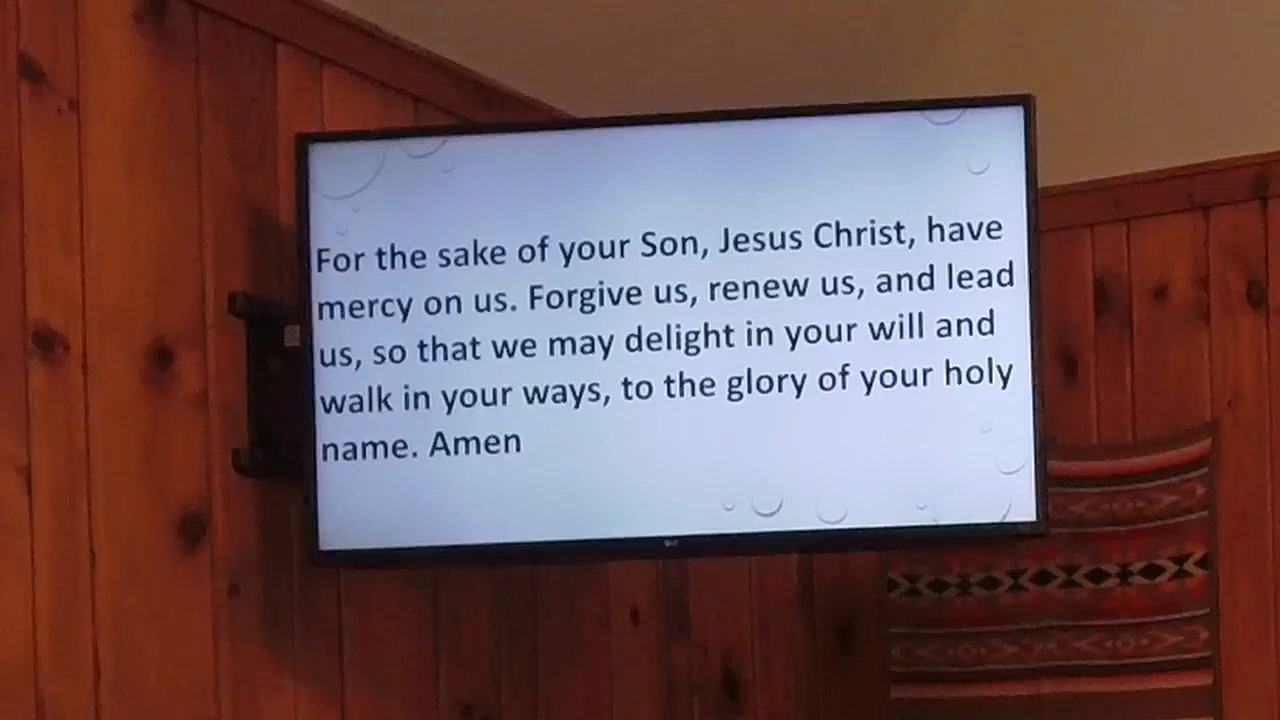 For the sake of your Son, Jesus Christ, have
mercy on us. Forgive us, renew us, and lead
us, so that we may delight in your will and
walk in your ways, to the glory of your holy
name. Amen